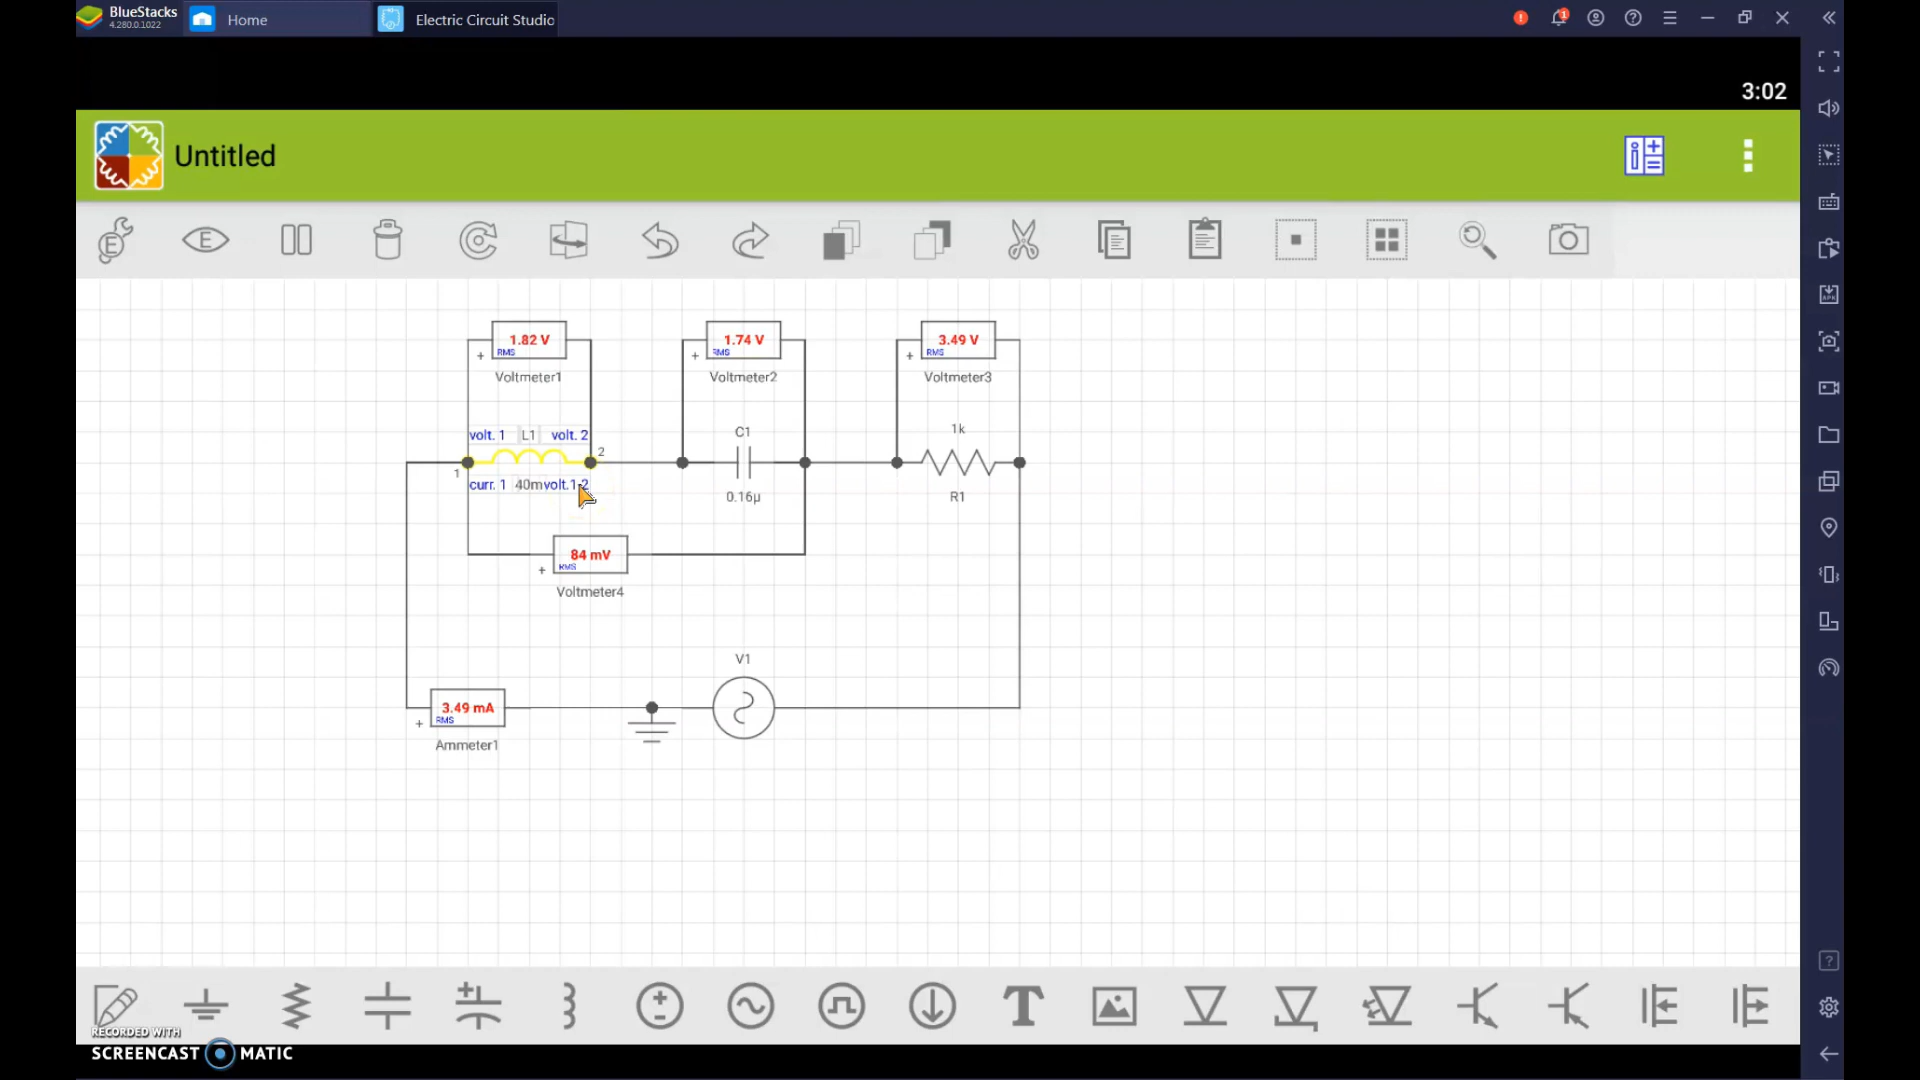 BlueStacks
4.280.0.1022
Home
Electric Circuit Studio
1
3:02
Untitled
E
E
1.82 V
RMS
+
Voltmeter1
1.74 V
RMS
+
Voltmeter2
3.49 V
RMS
+
Voltmeter3
volt. 1
L1
volt. 2
C1
1k
1
2
curr. 1
40m
volt.1-2
0.16µ
R1
84 mV
RMS
+
Voltmeter4
V1
3.49 mA
RMS
+
Ammeter1
T
RECORDED WITH
SCREENCAST MATIC